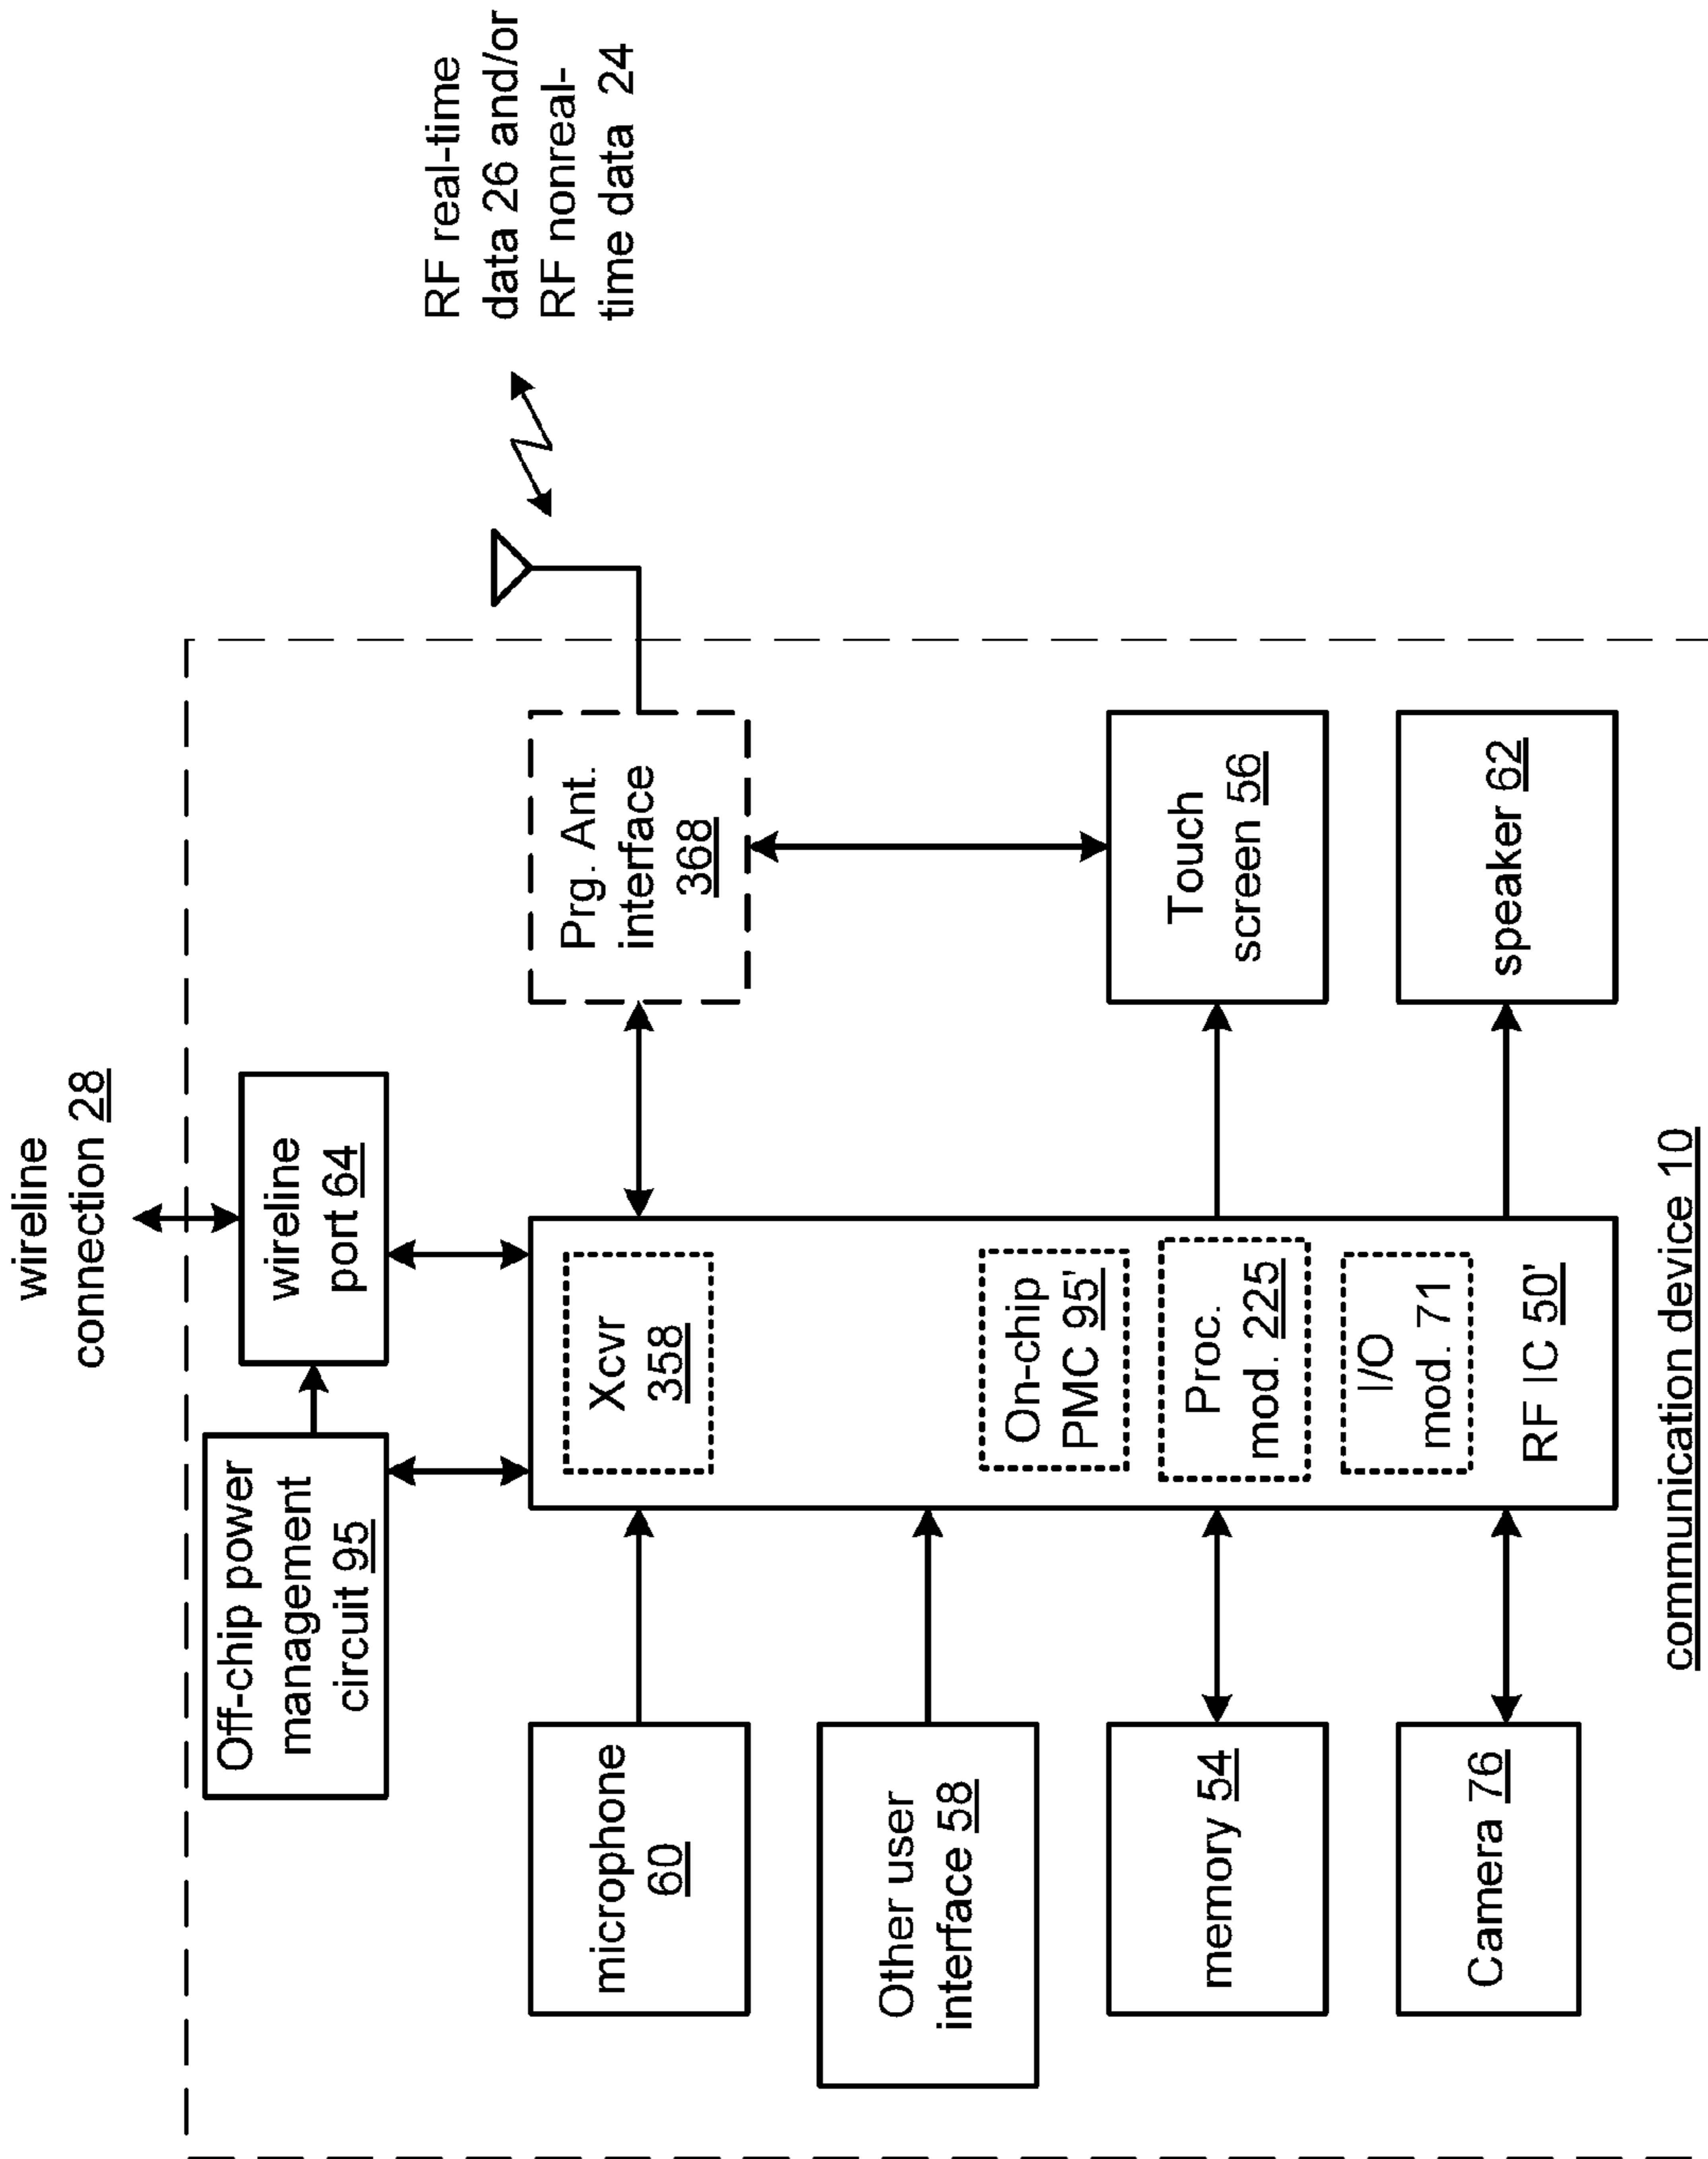 wireline
connection 28
Off-chip power
management
circuit 95
wireline
port 64
RF real-time
data 26 and/or
RF nonreal-
time data 24
microphone
60
Xcvr
358
Prg. Ant.
interface
368
Other user
interface 58
On-chip
PMC 95'
memory 54
Proc.
mod. 225
Touch
screen 56
Camera 76
I/O
mod. 71
RF IC 50'
speaker 62
communication device 10